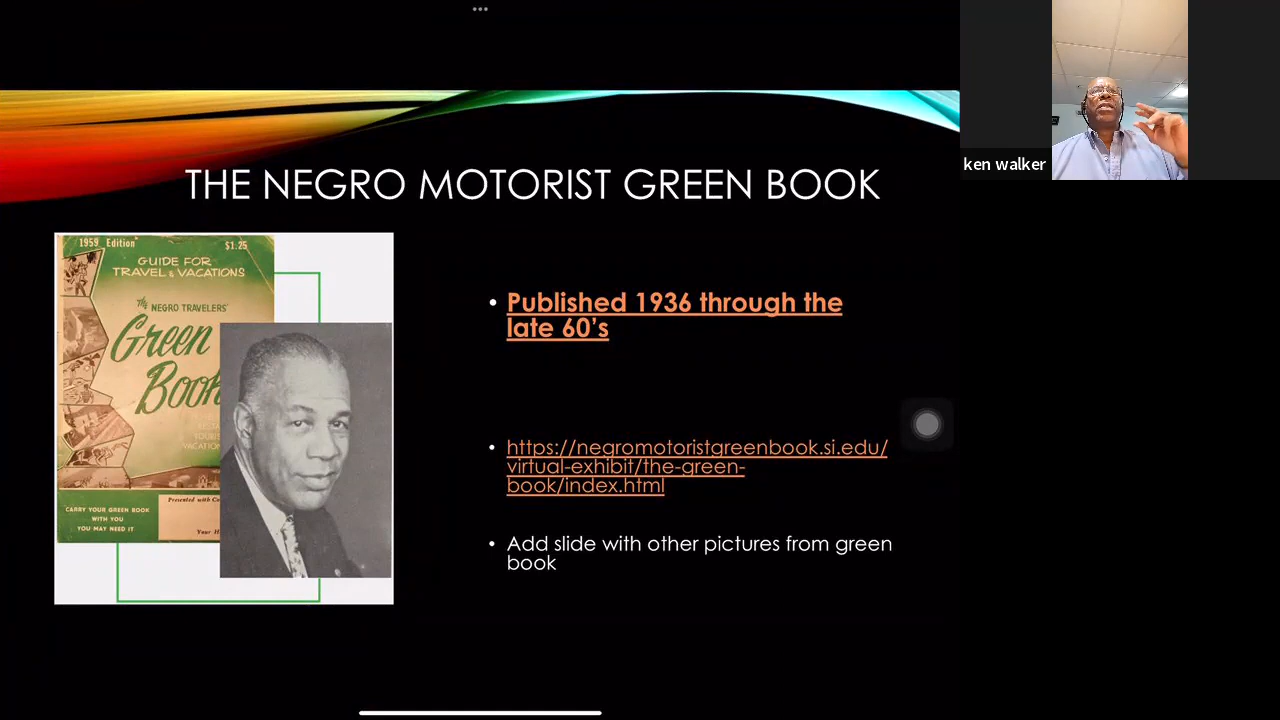 THE NEGRO MOTORIST GREEN BOOK
ken walker
1959 Edition $1.25
GUIDE FOR
TRAVEL & VACATIONS
The NEGRO TRAVELERS'
Green
Book
CARRY YOUR GREEN BOOK
WITH YOU
YOU MAY NEED IT
Presented with
Your
• Published 1936 through the
late 60's
• https://negromotoristgreenbook.si.edu/
virtual-exhibit/the-green-
book/index.html
• Add slide with other pictures from green
book